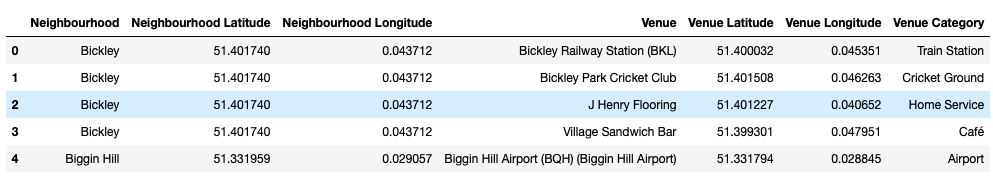 Neighbourhood Neighbourhood Latitude Neighbourhood Longitude Venue Venue Latitude Venue Longitude Venue Category
0 Bickley 51.401740 0.043712 Bickley Railway Station (BKL) 51.400032 0.045351 Train Station
1 Bickley 51.401740 0.043712 Bickley Park Cricket Club 51.401508 0.046263 Cricket Ground
2 Bickley 51.401740 0.043712 J Henry Flooring 51.401227 0.040652 Home Service
3 Bickley 51.401740 0.043712 Village Sandwich Bar 51.399301 0.047951 Café
4 Biggin Hill 51.331959 0.029057 Biggin Hill Airport (BQH) (Biggin Hill Airport) 51.331794 0.028845 Airport